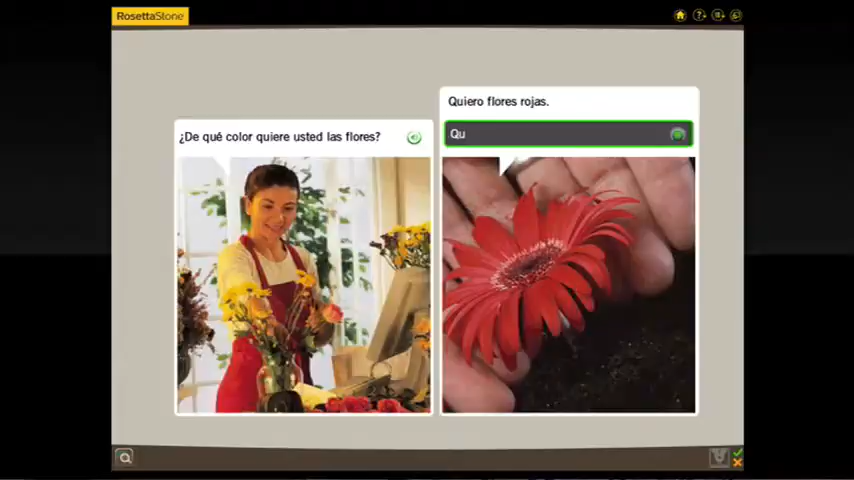 RosettaStone
¿De qué color quiere usted las flores?
Quiero flores rojas.
Qu